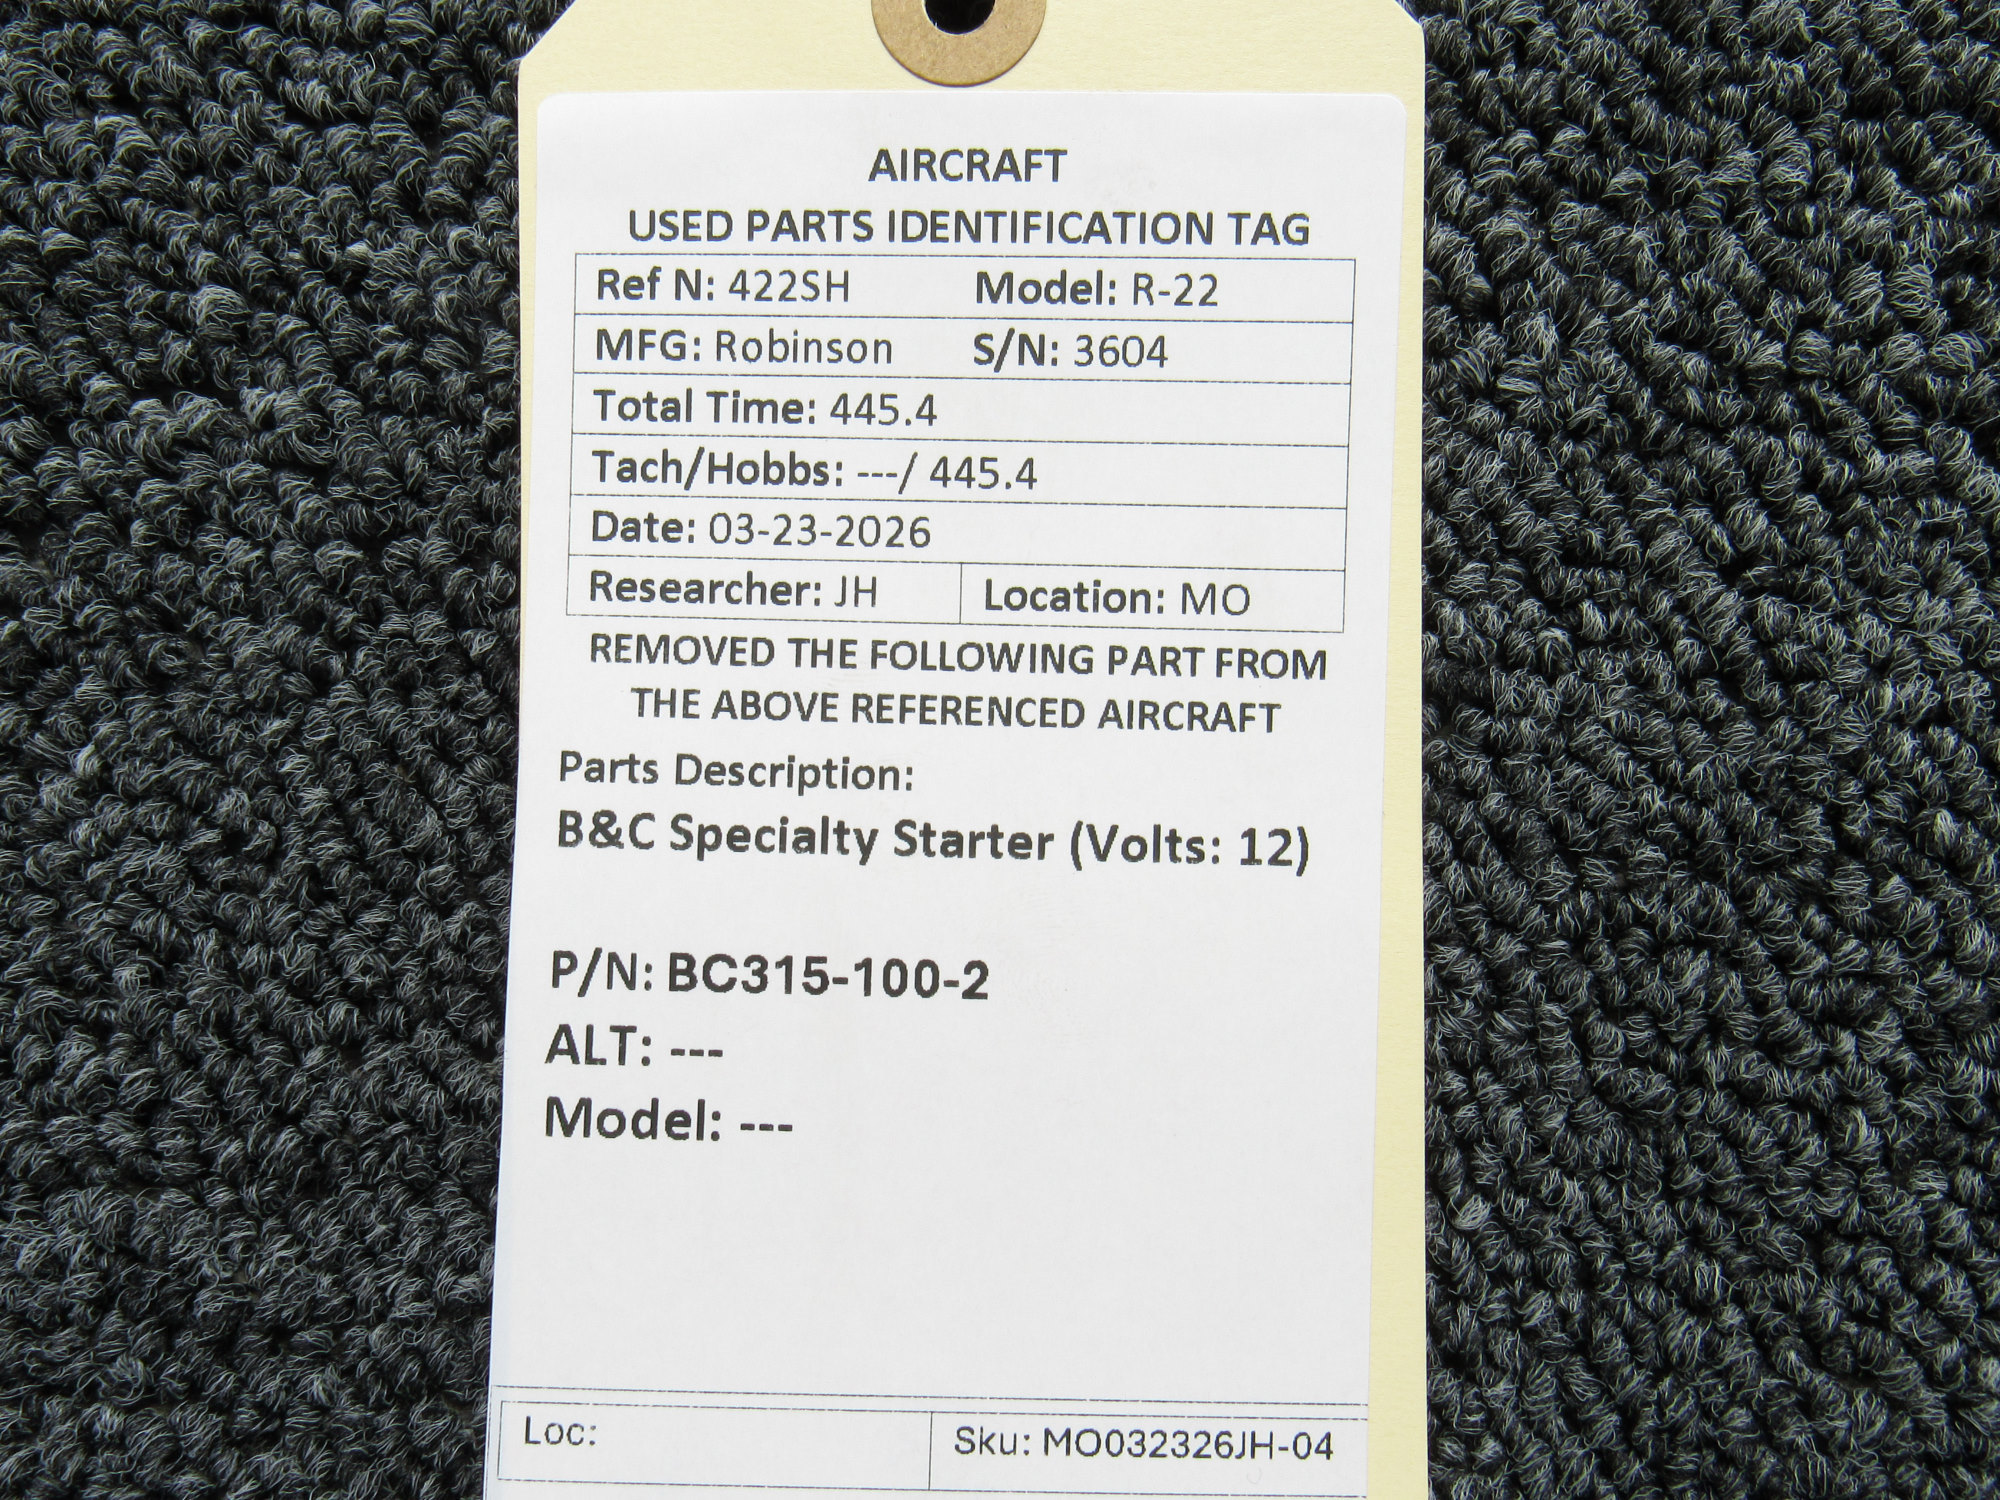 AIRCRAFT
USED PARTS IDENTIFICATION TAG
Ref N: 422SH Model: R-22
MFG: Robinson S/N: 3604
Total Time: 445.4
Tach/Hobbs: ---/ 445.4
Date: 03-23-2026
Researcher: JH Location: MO
REMOVED THE FOLLOWING PART FROM
THE ABOVE REFERENCED AIRCRAFT
Parts Description:
B&C Specialty Starter (Volts: 12)
P/N: BC315-100-2
ALT: ---
Model: ---
Loc: Sku: MO032326JH-04